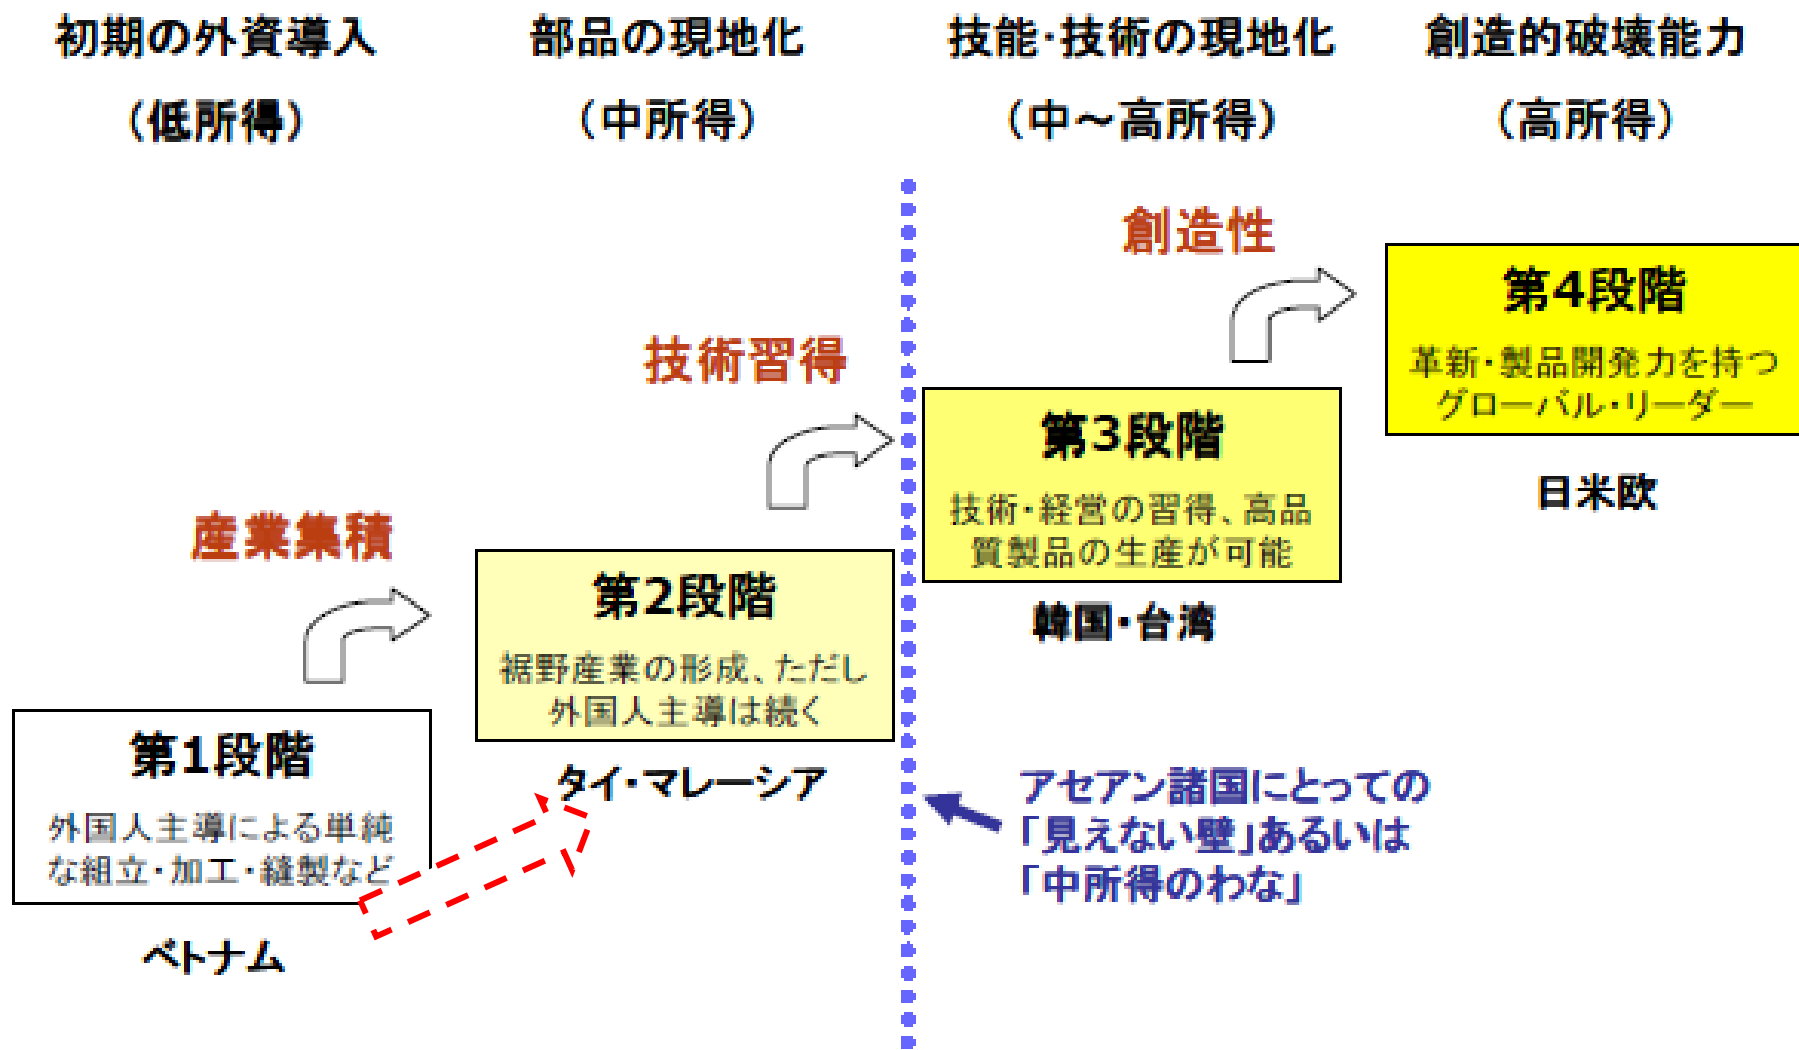 初期の外資導入
（低所得）
部品の現地化
（中所得）
技能・技術の現地化
（中～高所得）
創造的破壊能力
（高所得）
創造性
第4段階
革新・製品開発力を持つ
グローバル・リーダー
日米欧
技術習得
第3段階
技術・経営の習得、高品
質製品の生産が可能
韓国・台湾
産業集積
第2段階
裾野産業の形成、ただし
外国人主導は続く
タイ・マレーシア
第1段階
外国人主導による単純
な組立・加工・縫製など
ベトナム
アセアン諸国にとっての
「見えない壁」あるいは
「中所得のわな」